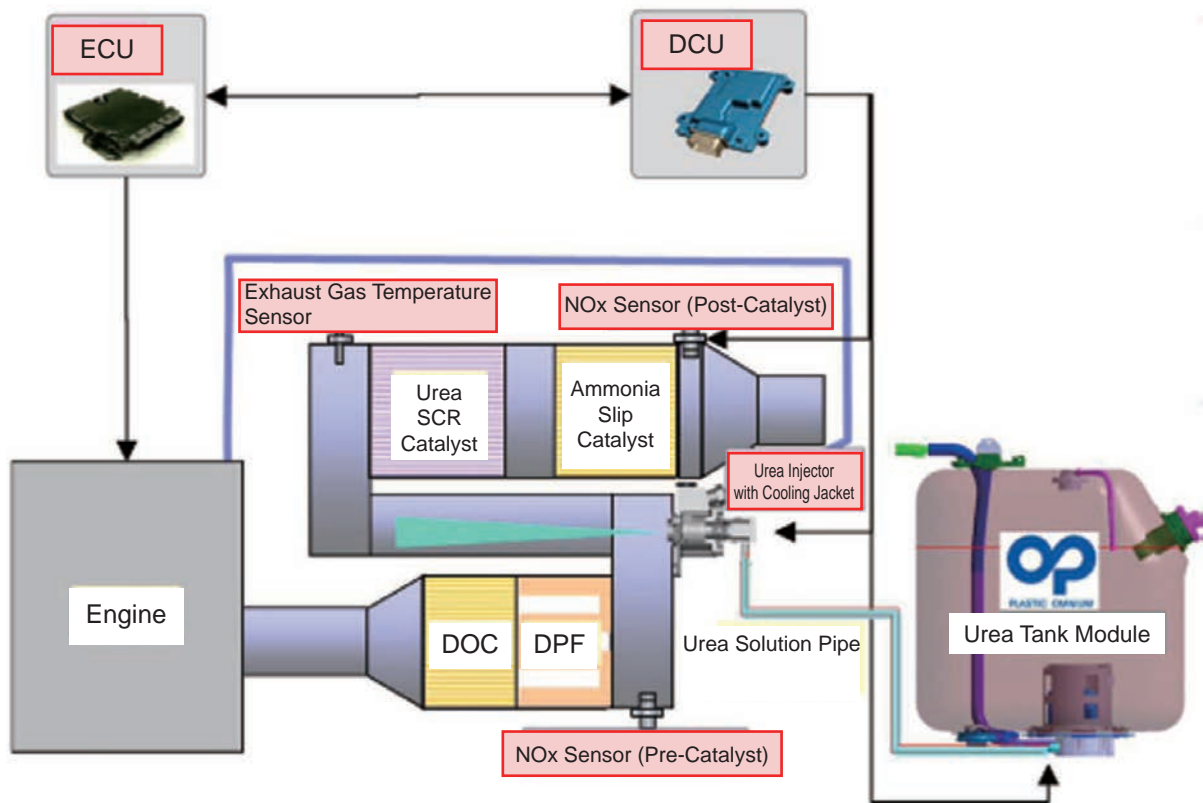 ECU
DCU
Exhaust Gas Temperature
Sensor
NOx Sensor (Post-Catalyst)
Urea
SCR
Catalyst
Ammonia
Slip
Catalyst
Urea Injector
with Cooling Jacket
Engine
DOC
DPF
Urea Solution Pipe
OP
PLASTIC OMNIUM
Urea Tank Module
NOx Sensor (Pre-Catalyst)